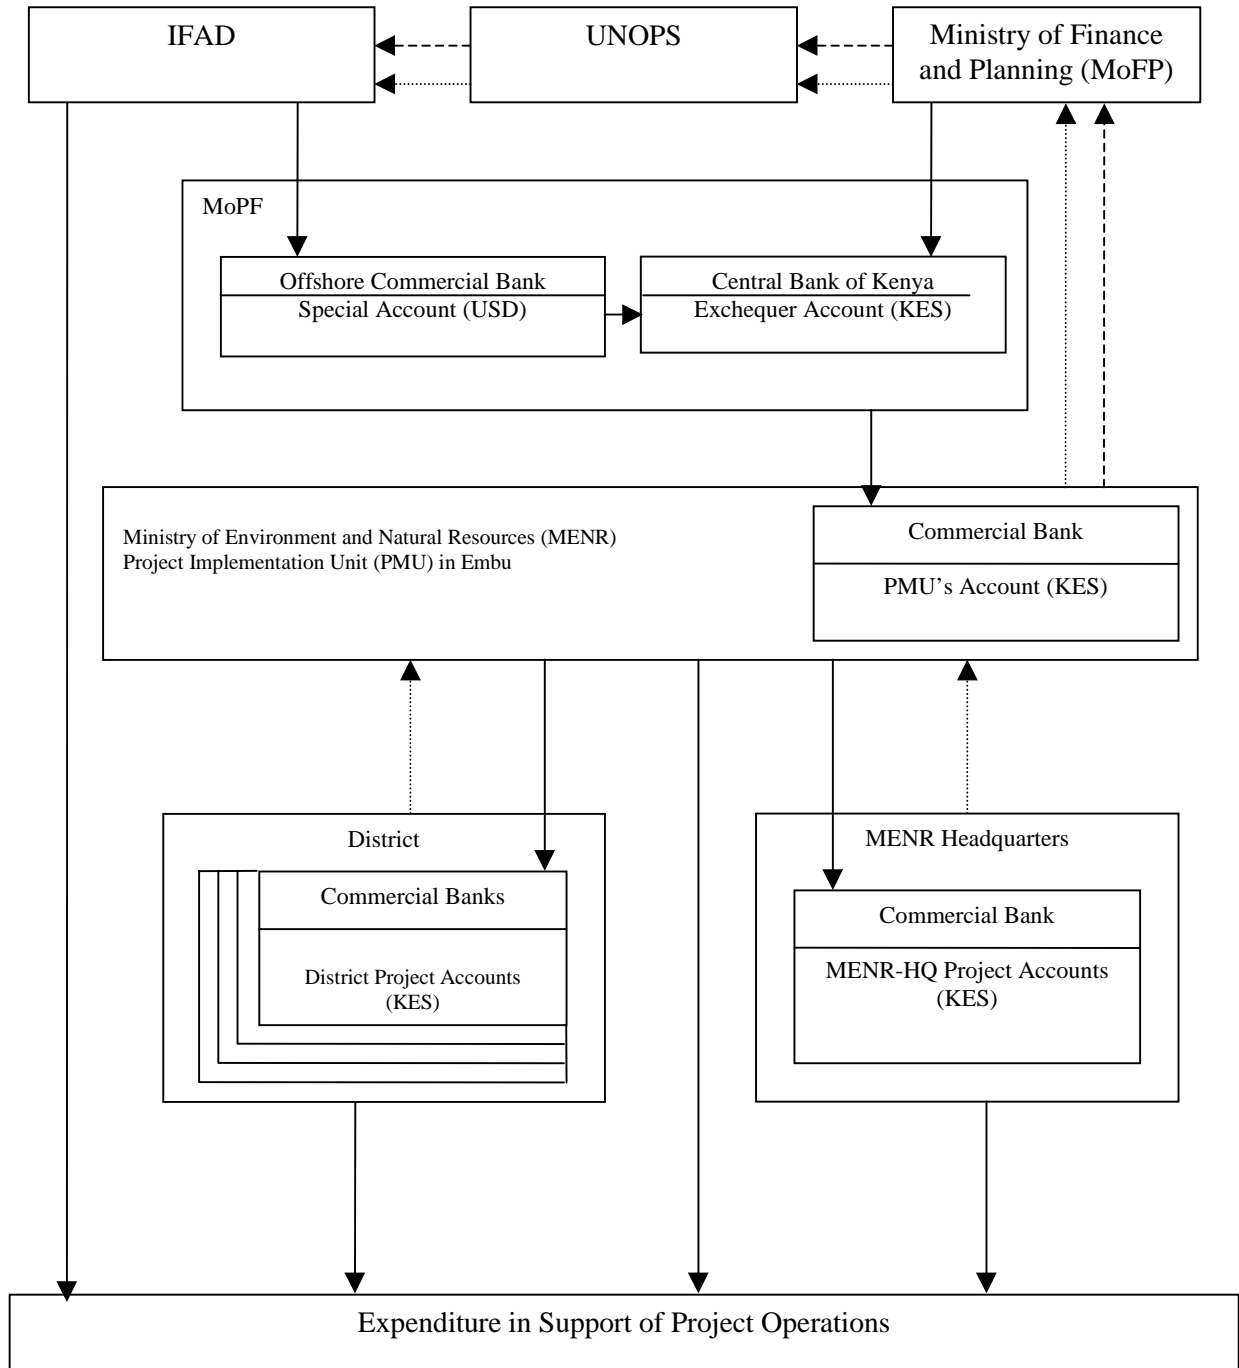 IFAD
UNOPS
Ministry of Finance
and Planning (MoFP)
MoPF
Offshore Commercial Bank
Special Account (USD)
Central Bank of Kenya
Exchequer Account (KES)
Ministry of Environment and Natural Resources (MENR)
Project Implementation Unit (PMU) in Embu
Commercial Bank
PMU’s Account (KES)
District
Commercial Banks
District Project Accounts
(KES)
MENR Headquarters
Commercial Bank
MENR-HQ Project Accounts
(KES)
Expenditure in Support of Project Operations